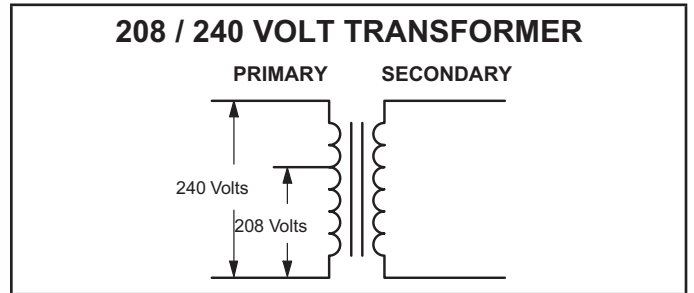 208 / 240 VOLT TRANSFORMER
PRIMARY SECONDARY
240 Volts
208 Volts